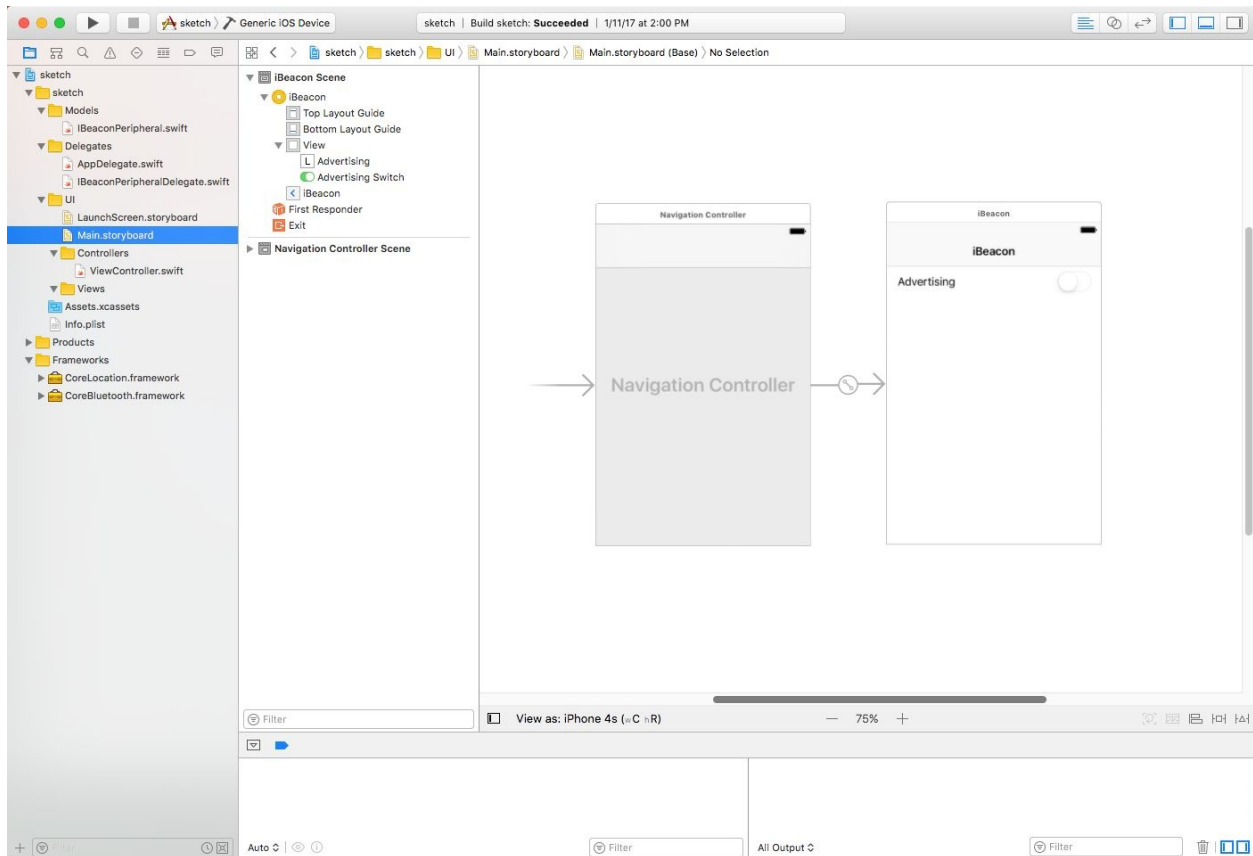 sketch Generic iOS Device
sketch | Build sketch: Succeeded | 1/11/17 at 2:00 PM
sketch sketch UI Main.storyboard Main.storyboard (Base) No Selection
sketch
sketch
Models
IBeaconPeripheral.swift
Delegates
AppDelegate.swift
IBeaconPeripheralDelegate.swift
UI
LaunchScreen.storyboard
Main.storyboard
Controllers
ViewController.swift
Views
Assets.xcassets
Info.plist
Products
Frameworks
CoreLocation.framework
CoreBluetooth.framework
Filter
iBeacon Scene
iBeacon
Top Layout Guide
Bottom Layout Guide
View
L Advertising
Advertising Switch
iBeacon
First Responder
Exit
Navigation Controller Scene
Filter
Navigation Controller
Navigation Controller
iBeacon
iBeacon
Advertising
View as: iPhone 4s (wC hR)
— 75% +
Auto
Filter
All Output
Filter